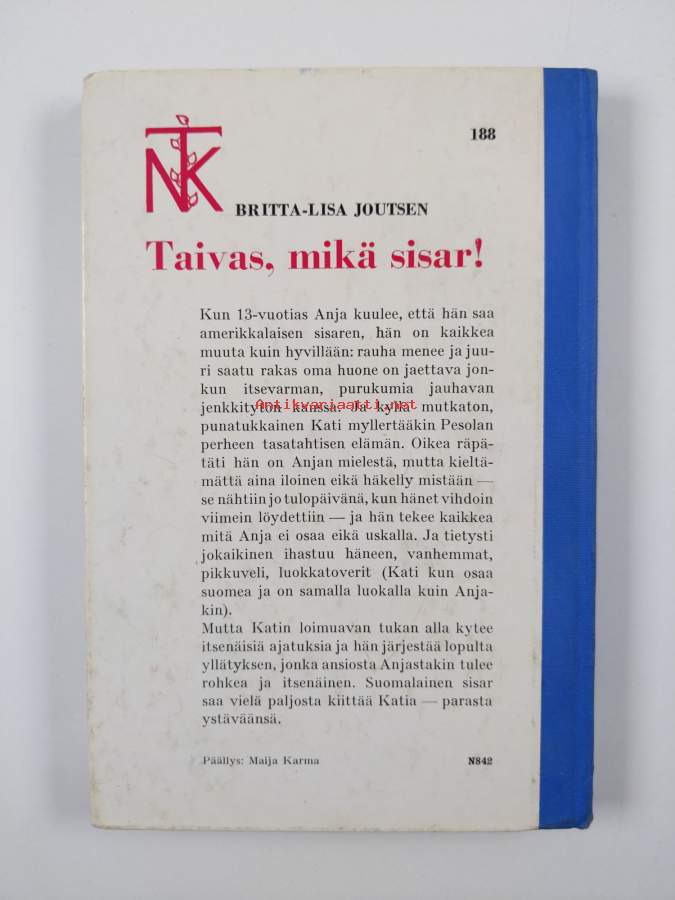 NTK
188
BRITTA-LISA JOUTSEN
Taivas, mikä sisar!
Kun 13-vuotias Anja kuulee, että hän saa
amerikkalaisen sisaren, hän on kaikkea
muuta kuin hyvillään: rauha menee ja juu-
ri saatu rakas oma huone on jaettava jon-
kun itsevarman, purukumia jauhavan
jenkkitytön kanssa. Ja kyllä mutkaton,
Antikvariaatti.net
punatukkainen Kati myllertääkin Pesolan
perheen tasatahtisen elämän. Oikea räpä-
täti hän on Anjan mielestä, mutta kieltä-
mättä aina iloinen eikä häkelly mistään —
se nähtiin jo tulopäivänä, kun hänet vihdoin
viimein löydettiin — ja hän tekee kaikkea
mitä Anja ei osaa eikä uskalla. Ja tietysti
jokaikinen ihastuu häneen, vanhemmat,
pikkuveli, luokkatoverit (Kati kun osaa
suomea ja on samalla luokalla kuin Anja-
kin).
Mutta Katin loimuavan tukan alla kytee
itsenäisiä ajatuksia ja hän järjestää lopulta
yllätyksen, jonka ansiosta Anjastakin tulee
rohkea ja itsenäinen. Suomalainen sisar
saa vielä paljosta kiittää Katia — parasta
ystäväänsä.
Päällys: Maija Karma
N842